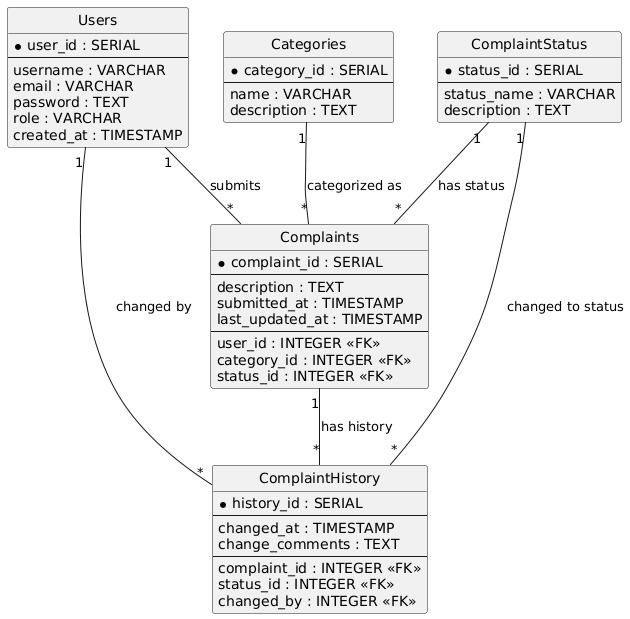 Users
user_id : SERIAL
username : VARCHAR
email : VARCHAR
password : TEXT
role : VARCHAR
created_at : TIMESTAMP
Categories
category_id : SERIAL
name : VARCHAR
description : TEXT
ComplaintStatus
status_id : SERIAL
status_name : VARCHAR
description : TEXT
1
1
1
1
1
submits
categorized as
has status
*
*
*
Complaints
complaint_id : SERIAL
description : TEXT
submitted_at : TIMESTAMP
last_updated_at : TIMESTAMP
user_id : INTEGER «FK»
category_id : INTEGER «FK»
status_id : INTEGER «FK»
changed by
changed to status
1
has history
*
*
*
ComplaintHistory
history_id : SERIAL
changed_at : TIMESTAMP
change_comments : TEXT
complaint_id : INTEGER «FK»
status_id : INTEGER «FK»
changed_by : INTEGER «FK»